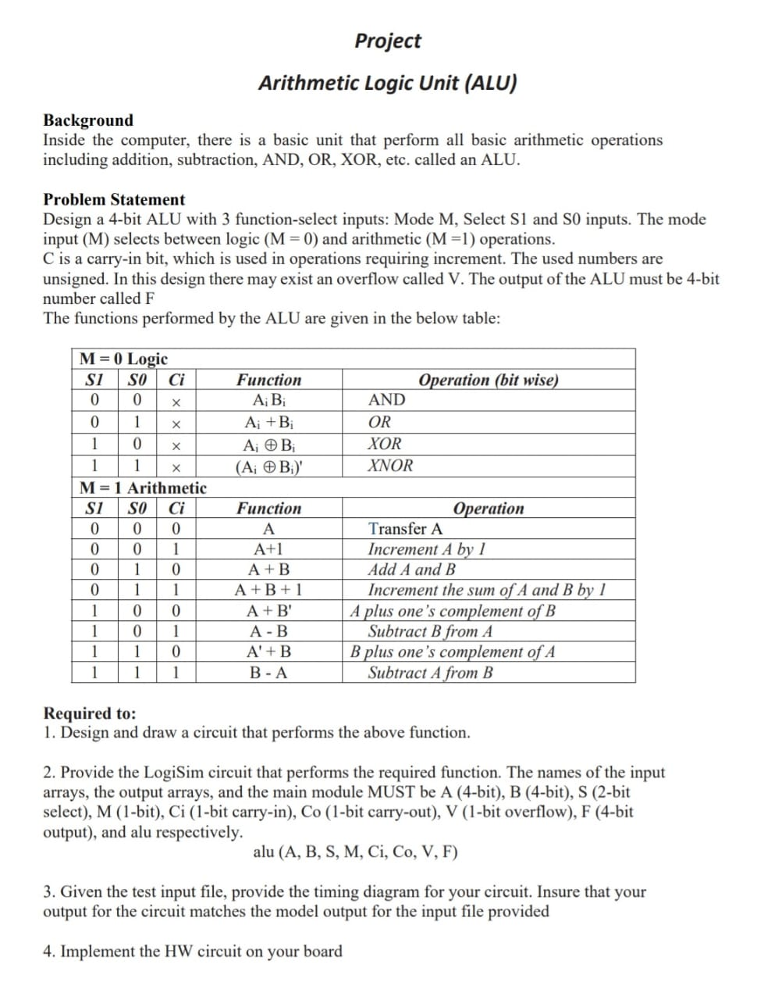 Project
Arithmetic Logic Unit (ALU)
Background
Inside the computer, there is a basic unit that perform all basic arithmetic operations
including addition, subtraction, AND, OR, XOR, etc. called an ALU.
Problem Statement
Design a 4-bit ALU with 3 function-select inputs: Mode M, Select S1 and S0 inputs. The mode
input (M) selects between logic (M = 0) and arithmetic (M =1) operations.
C is a carry-in bit, which is used in operations requiring increment. The used numbers are
unsigned. In this design there may exist an overflow called V. The output of the ALU must be 4-bit
number called F
The functions performed by the ALU are given in the below table:
M = 0 Logic
S1 S0 Ci Function Operation (bit wise)
0 0 × Ai Bi AND
0 1 × Ai + Bi OR
1 0 × Ai ⊕ Bi XOR
1 1 × (Ai ⊕ Bi)' XNOR
M = 1 Arithmetic
S1 S0 Ci Function Operation
0 0 0 A Transfer A
0 0 1 A+1 Increment A by 1
0 1 0 A + B Add A and B
0 1 1 A + B + 1 Increment the sum of A and B by 1
1 0 0 A + B' A plus one's complement of B
1 0 1 A - B Subtract B from A
1 1 0 A' + B B plus one's complement of A
1 1 1 B - A Subtract A from B
Required to:
1. Design and draw a circuit that performs the above function.
2. Provide the LogiSim circuit that performs the required function. The names of the input
arrays, the output arrays, and the main module MUST be A (4-bit), B (4-bit), S (2-bit
select), M (1-bit), Ci (1-bit carry-in), Co (1-bit carry-out), V (1-bit overflow), F (4-bit
output), and alu respectively.
alu (A, B, S, M, Ci, Co, V, F)
3. Given the test input file, provide the timing diagram for your circuit. Insure that your
output for the circuit matches the model output for the input file provided
4. Implement the HW circuit on your board